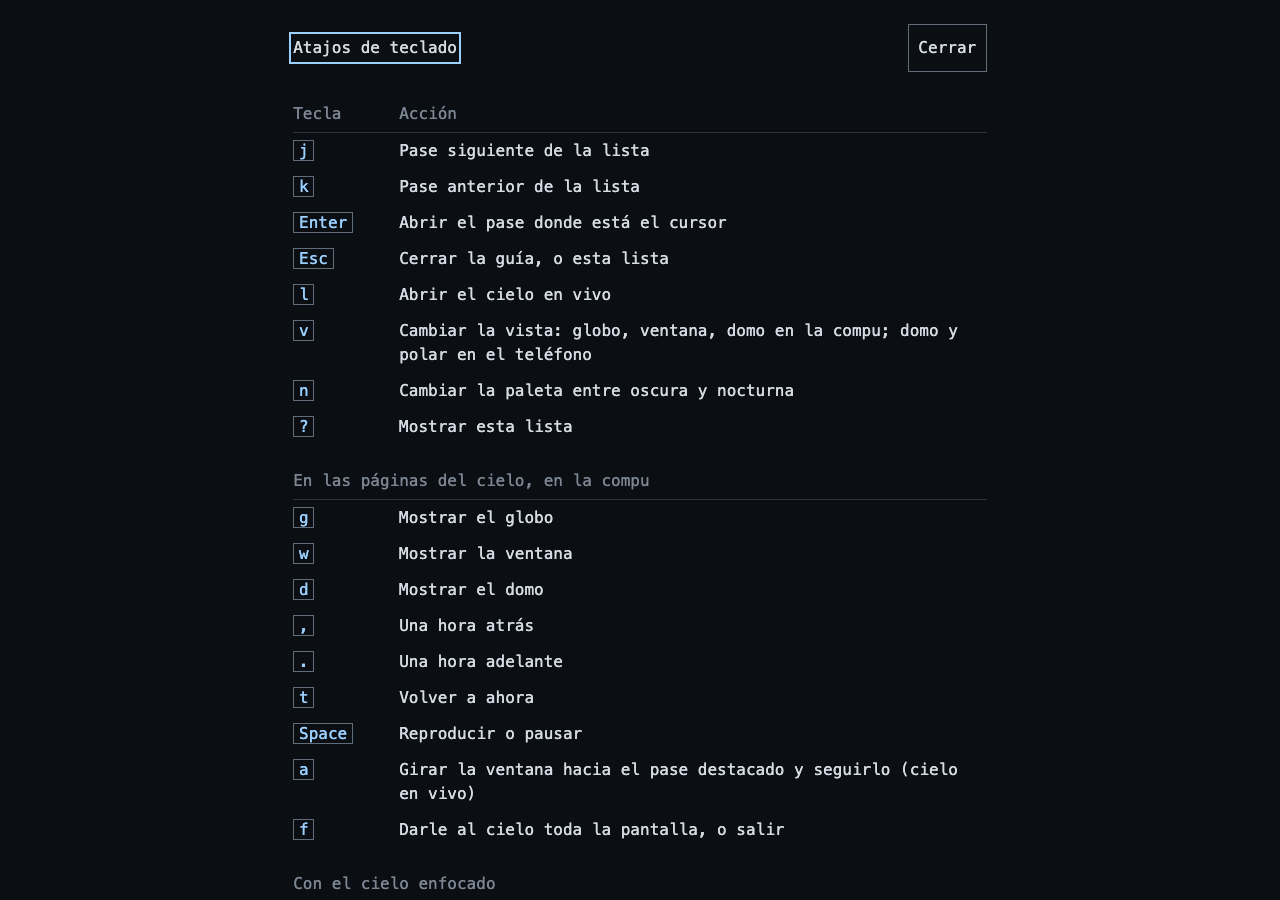 Atajos de teclado
Cerrar
Tecla Acción
j Pase siguiente de la lista
k Pase anterior de la lista
Enter Abrir el pase donde está el cursor
Esc Cerrar la guía, o esta lista
l Abrir el cielo en vivo
v Cambiar la vista: globo, ventana, domo en la compu; domo y
polar en el teléfono
n Cambiar la paleta entre oscura y nocturna
? Mostrar esta lista
En las páginas del cielo, en la compu
g Mostrar el globo
w Mostrar la ventana
d Mostrar el domo
, Una hora atrás
. Una hora adelante
t Volver a ahora
Space Reproducir o pausar
a Girar la ventana hacia el pase destacado y seguirlo (cielo
en vivo)
f Darle al cielo toda la pantalla, o salir
Con el cielo enfocado